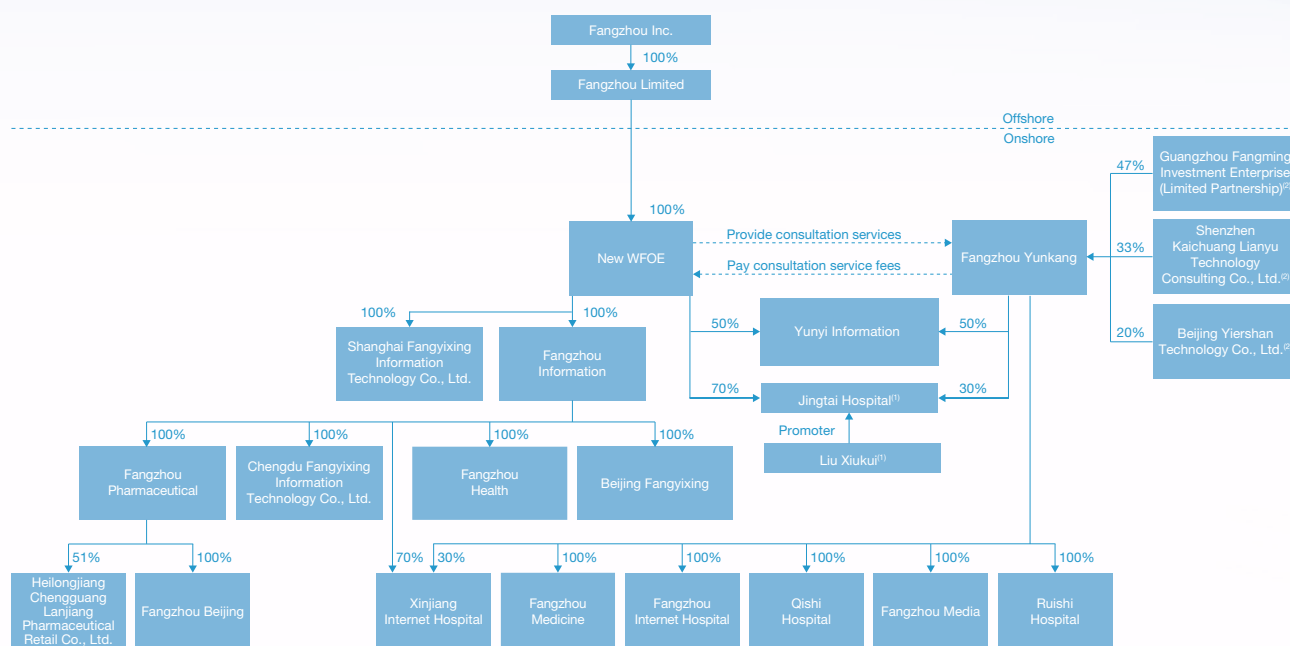 Fangzhou Inc.
100%
Fangzhou Limited
Offshore
Onshore
47%
Guangzhou Fangming
Investment Enterprise
(Limited Partnership)(2)
100%
New WFOE
Provide consultation services
Pay consultation service fees
Fangzhou Yunkang
33%
Shenzhen
Kaichuang Lianyu
Technology
Consulting Co., Ltd.(2)
20%
Beijing Yiershan
Technology Co., Ltd.(2)
100%
100%
50%
Yunyi Information
50%
Shanghai Fangyixing
Information
Technology Co., Ltd.
Fangzhou
Information
70%
Jingtai Hospital(1)
30%
Promoter
Liu Xiukui(1)
100%
100%
100%
100%
Fangzhou
Pharmaceutical
Chengdu Fangyixing
Information
Technology Co., Ltd.
Fangzhou
Health
Beijing Fangyixing
51%
100%
70%
30%
100%
100%
100%
100%
100%
Heilongjiang
Chengguang
Lanjiang
Pharmaceutical
Retail Co., Ltd.
Fangzhou Beijing
Xinjiang
Internet Hospital
Fangzhou
Medicine
Fangzhou
Internet Hospital
Qishi
Hospital
Fangzhou Media
Ruishi
Hospital